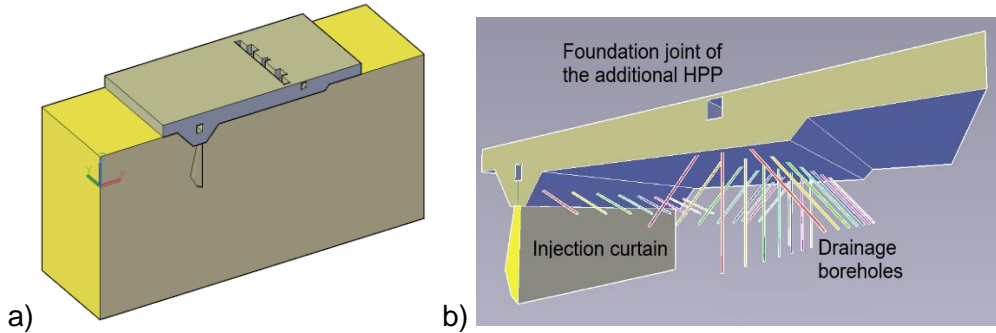 Foundation joint of
the additional HPP
Injection curtain
Drainage
boreholes
a)
b)